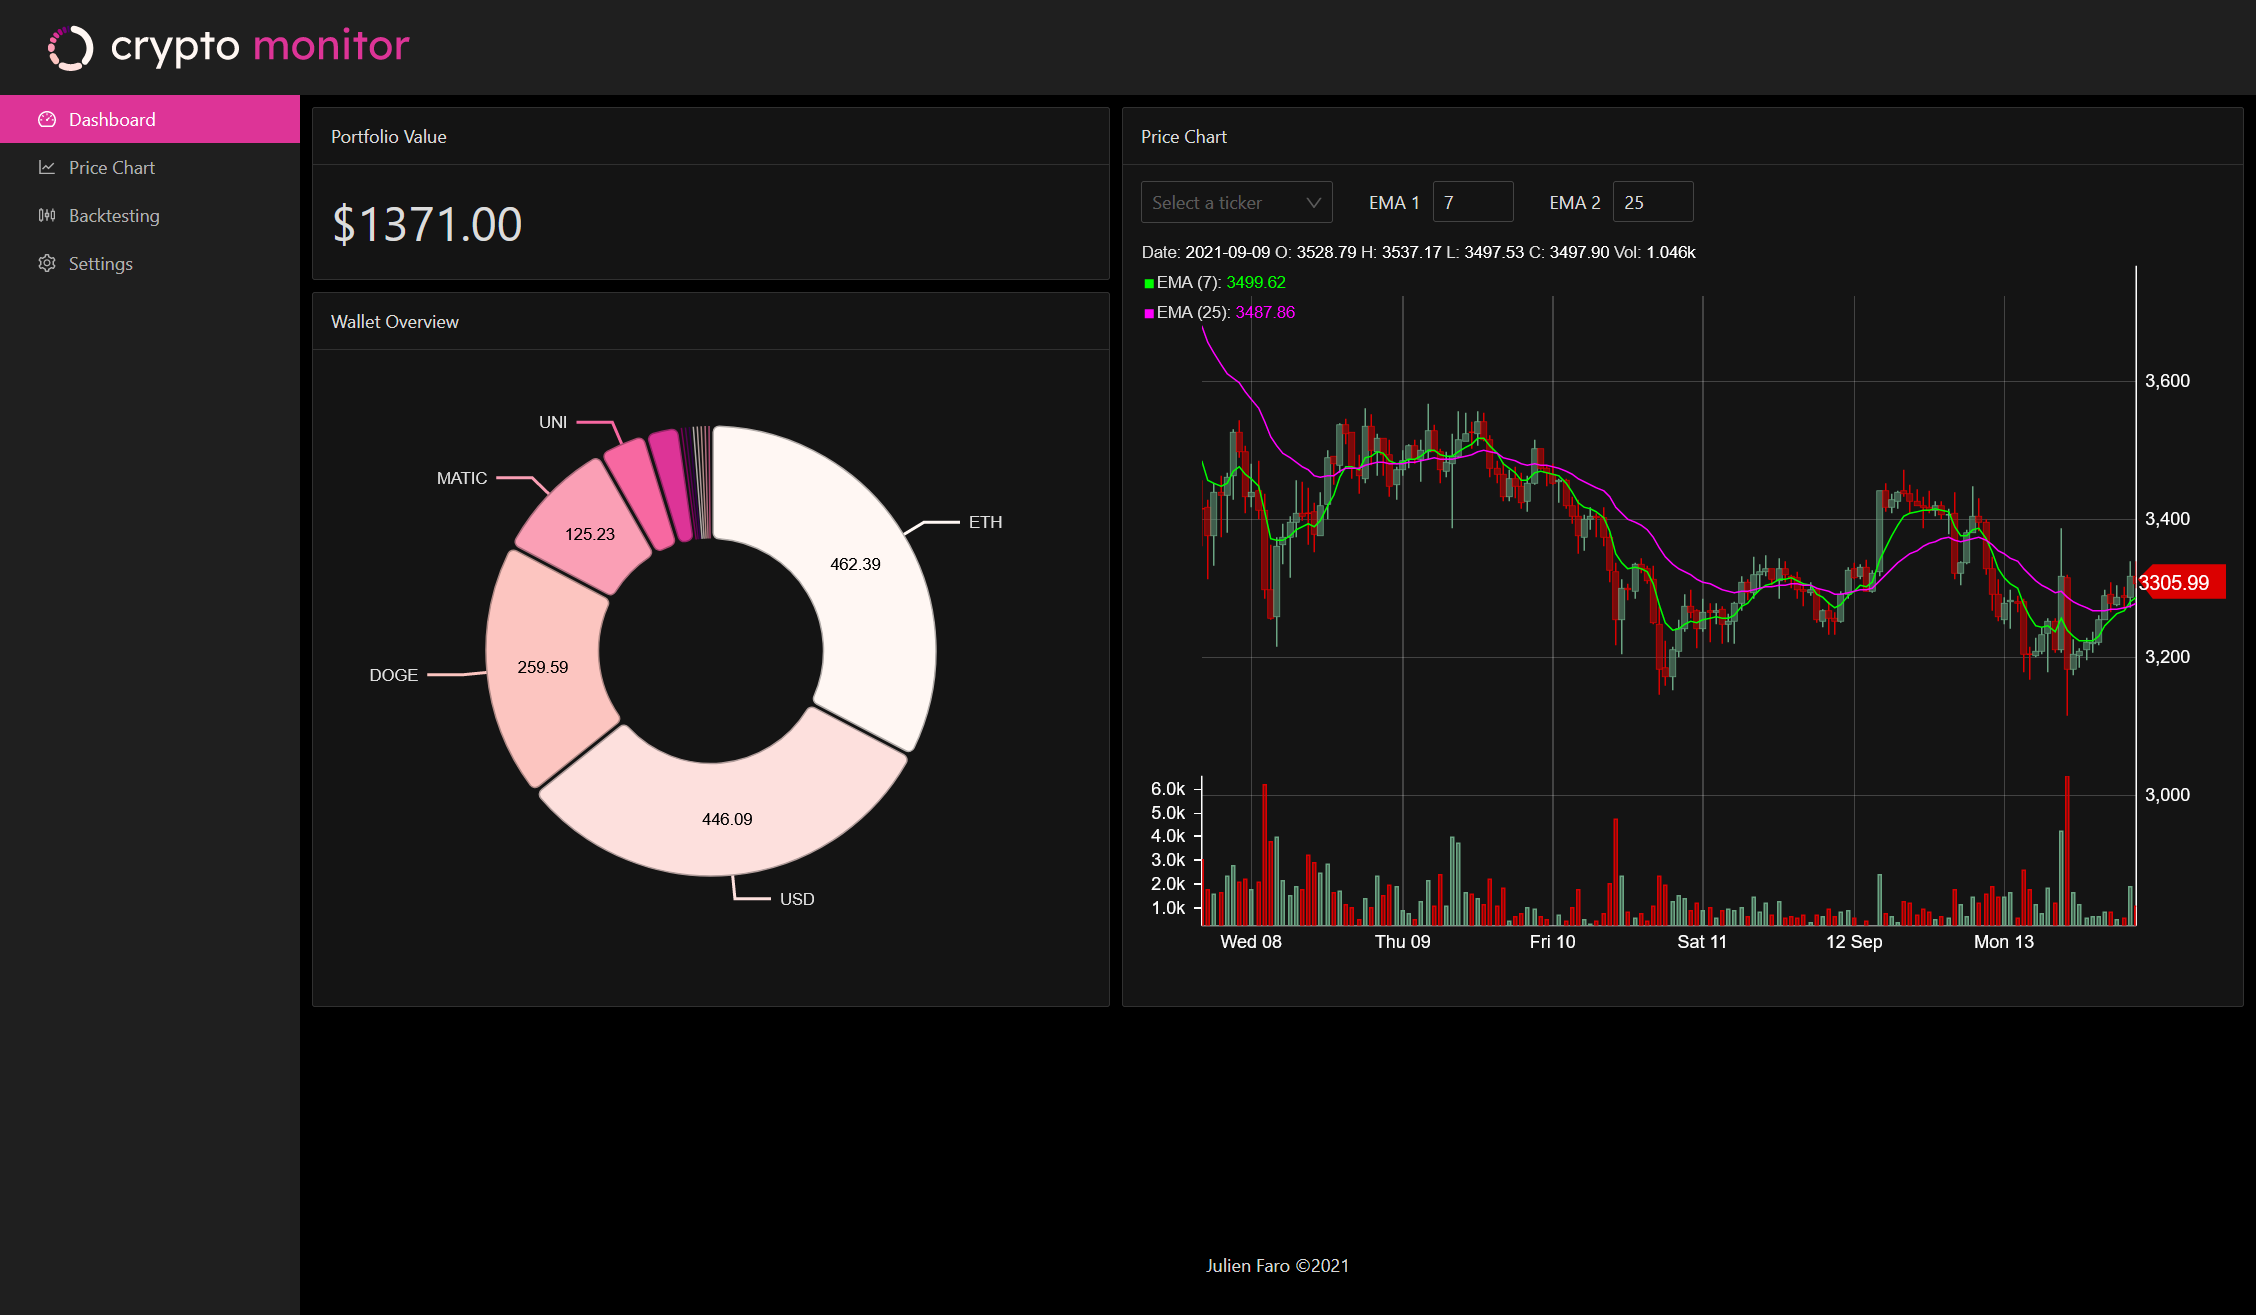 crypto monitor
Dashboard
Price Chart
Backtesting
Settings
Portfolio Value
$1371.00
Wallet Overview
UNI
MATIC
125.23
ETH
462.39
DOGE
259.59
446.09
USD
Price Chart
Select a ticker
EMA 1 7
EMA 2 25
Date: 2021-09-09 O: 3528.79 H: 3537.17 L: 3497.53 C: 3497.90 Vol: 1.046k
EMA (7): 3499.62
EMA (25): 3487.86
3,600
3,400
3305.99
3,200
3,000
6.0k
5.0k
4.0k
3.0k
2.0k
1.0k
Wed 08 Thu 09 Fri 10 Sat 11 12 Sep Mon 13
Julien Faro ©2021